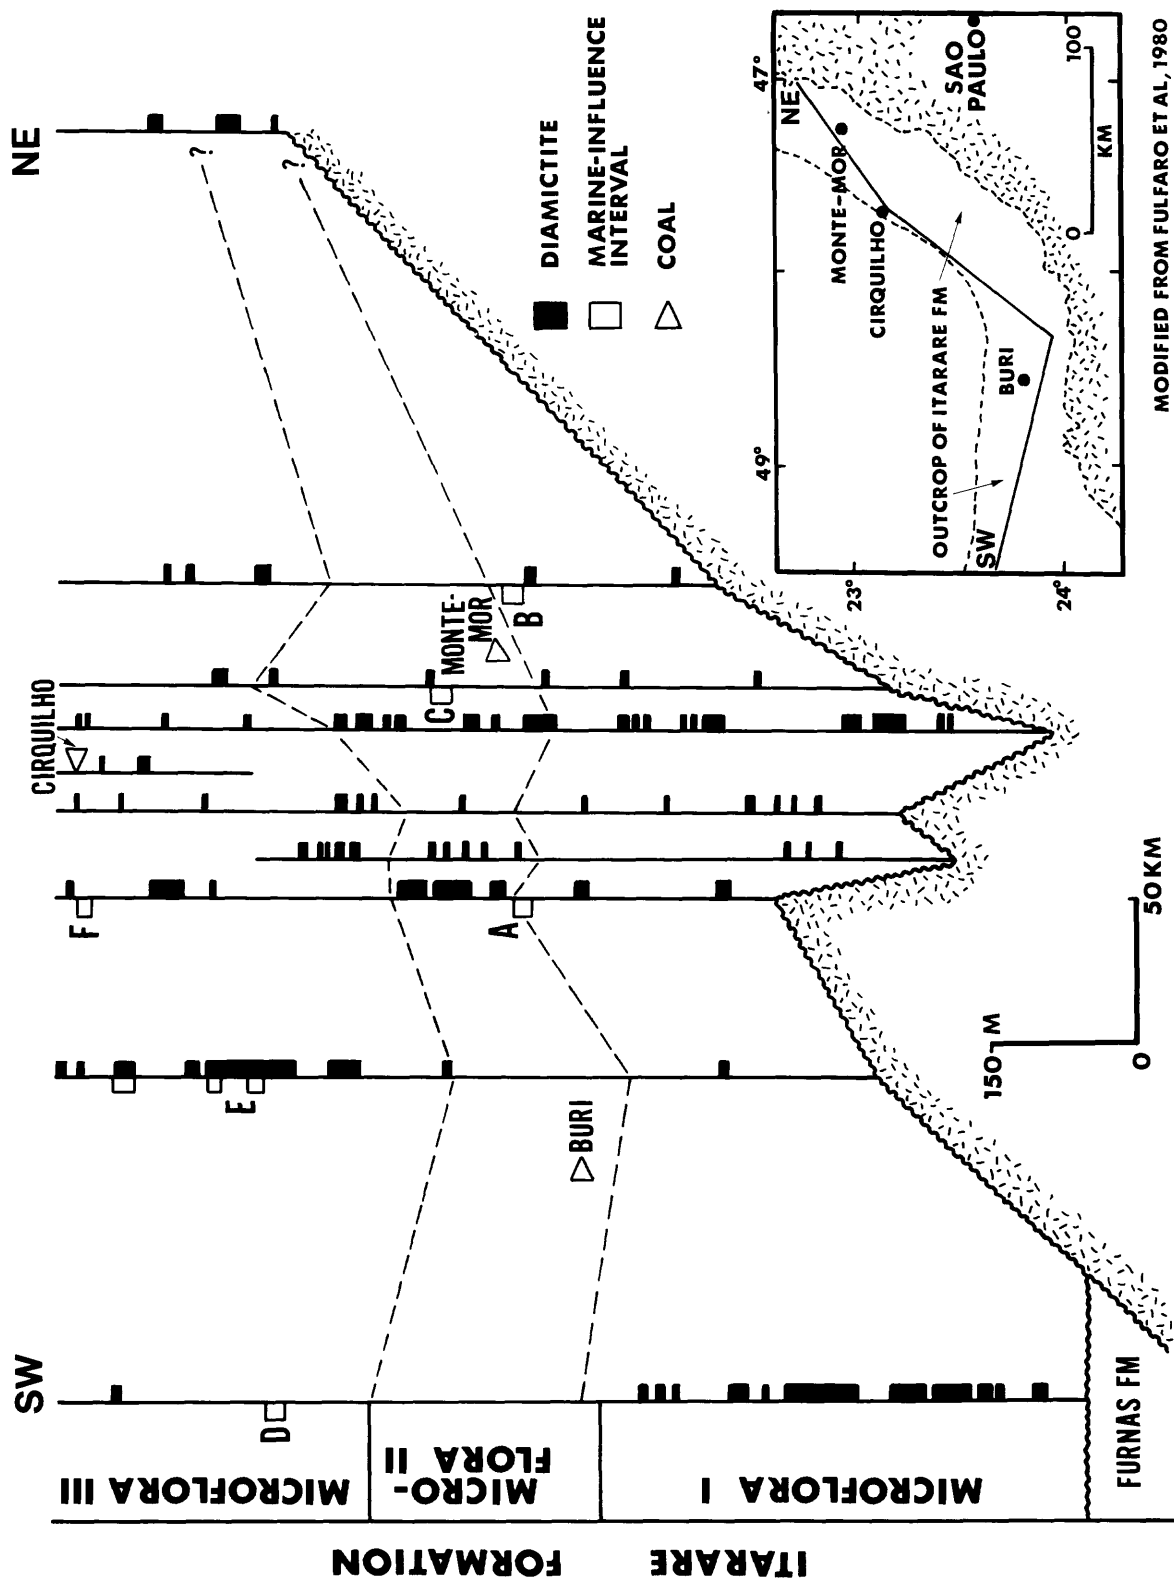 SW
NE
MICROFLORA III
MICRO-
FLORA II
MICROFLORA I
ITARARE FORMATION
FURNAS FM
D
BURI
E
F
A
CIRQUILHO
C
MONTE-
MOR
B
?
?
150 M
0
50 KM
DIAMICTITE
MARINE-INFLUENCE
INTERVAL
COAL
49°
47°
23°
24°
NE
MONTE-MOR
CIRQUILHO
OUTCROP OF ITARARE FM
BURI
SW
SAO
PAULO
0
100
KM
MODIFIED FROM FULFARO ET AL, 1980